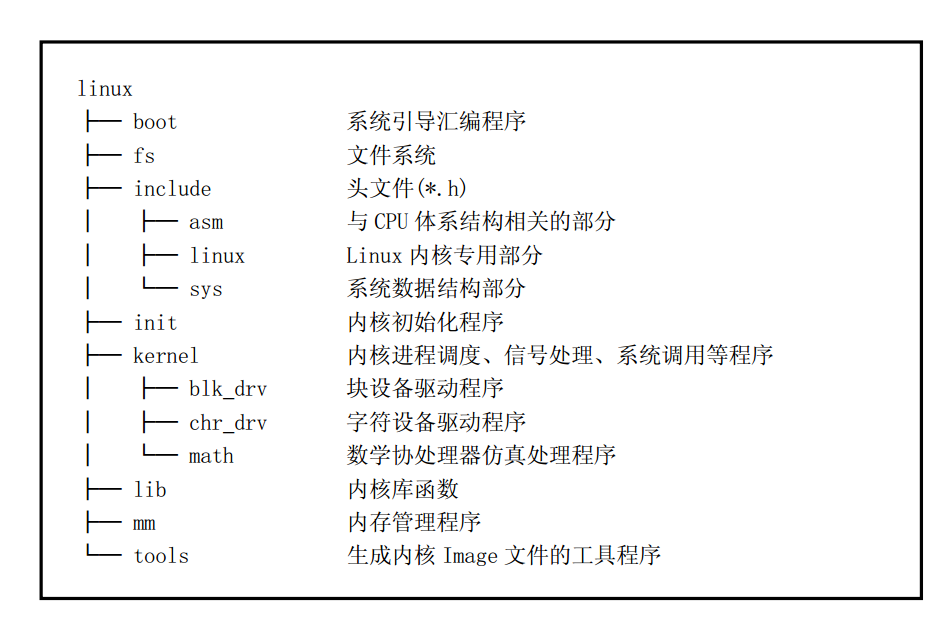 linux
├── boot 系统引导汇编程序
├── fs 文件系统
├── include 头文件(*.h)
│   ├── asm 与 CPU 体系结构相关的部分
│   ├── linux Linux 内核专用部分
│   └── sys 系统数据结构部分
├── init 内核初始化程序
├── kernel 内核进程调度、信号处理、系统调用等程序
│   ├── blk_drv 块设备驱动程序
│   ├── chr_drv 字符设备驱动程序
│   └── math 数学协处理器仿真处理程序
├── lib 内核库函数
├── mm 内存管理程序
└── tools 生成内核 Image 文件的工具程序